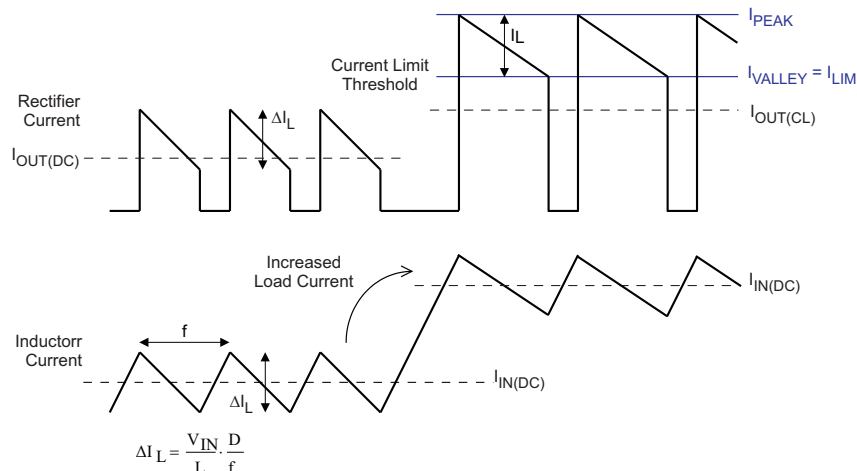 I_PEAK
I_L
Current Limit
Threshold
I_VALLEY = I_LIM
Rectifier
Current
ΔI_L
I_OUT(CL)
I_OUT(DC)
Increased
Load Current
I_IN(DC)
f
Inductorr
Current
ΔI_L
I_IN(DC)
ΔI_L = V_IN/L · D/f